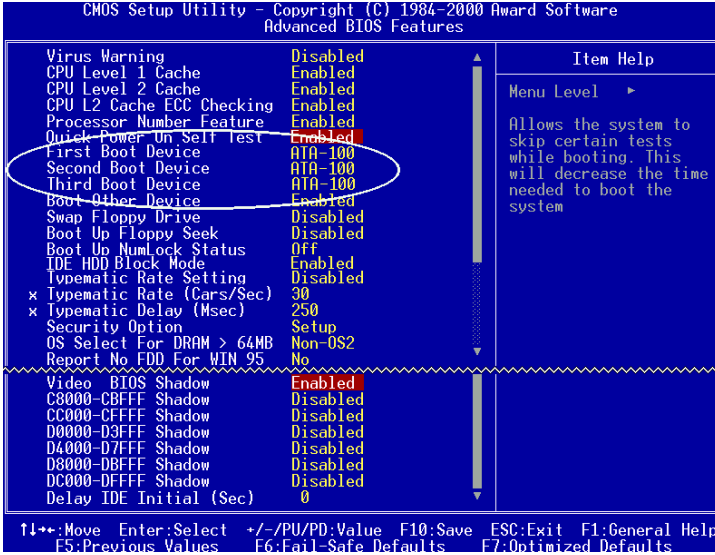 CMOS Setup Utility - Copyright (C) 1984-2000 Award Software
Advanced BIOS Features
Virus Warning Disabled
CPU Level 1 Cache Enabled
CPU Level 2 Cache Enabled
CPU L2 Cache ECC Checking Enabled
Processor Number Feature Enabled
Quick Power On Self Test Enabled
First Boot Device ATA-100
Second Boot Device ATA-100
Third Boot Device ATA-100
Boot Other Device Enabled
Swap Floppy Drive Disabled
Boot Up Floppy Seek Disabled
Boot Up NumLock Status Off
IDE HDD Block Mode Enabled
Typematic Rate Setting Disabled
x Typematic Rate (Cars/Sec) 30
x Typematic Delay (Msec) 250
Security Option Setup
OS Select For DRAM > 64MB Non-OS2
Report No FDD For WIN 95 No
Video BIOS Shadow Enabled
C8000-CBFFF Shadow Disabled
CC000-CFFFF Shadow Disabled
D0000-D3FFF Shadow Disabled
D4000-D7FFF Shadow Disabled
D8000-DBFFF Shadow Disabled
DC000-DFFFF Shadow Disabled
Delay IDE Initial (Sec) 0
Item Help
Menu Level ►
Allows the system to
skip certain tests
while booting. This
will decrease the time
needed to boot the
system
↑↓→←:Move Enter:Select +/-/PU/PD:Value F10:Save ESC:Exit F1:General Help
F5:Previous Values F6:Fail-Safe Defaults F7:Optimized Defaults